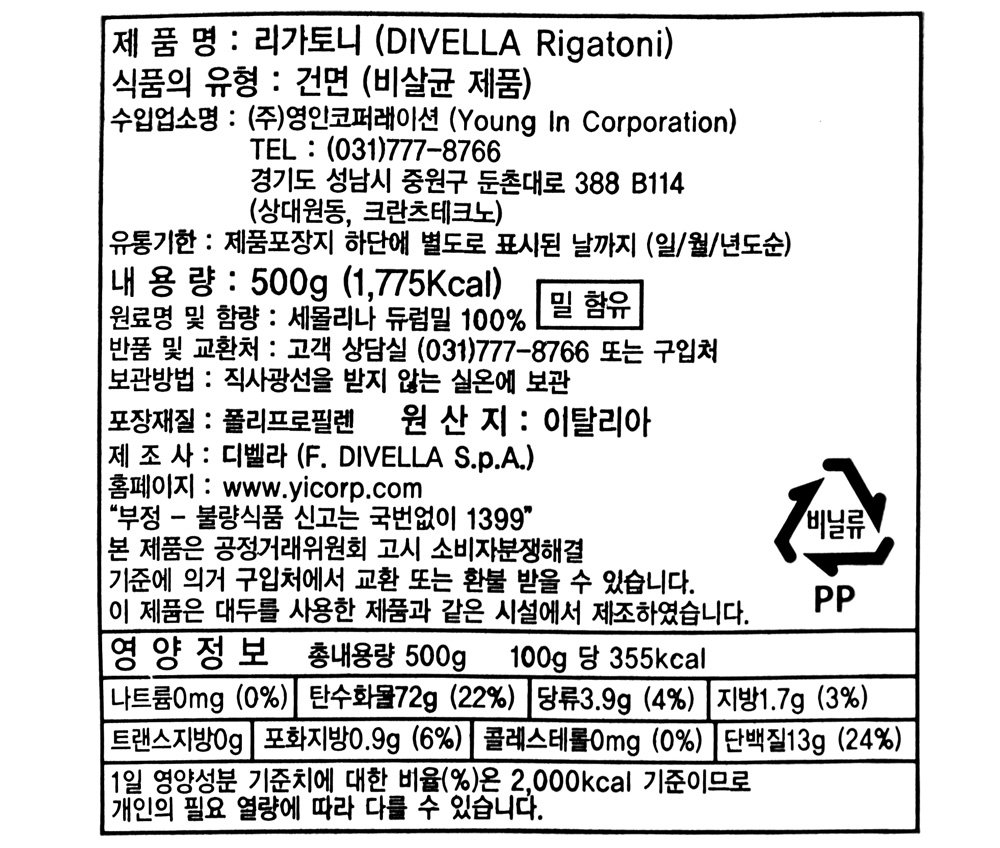 제 품 명 : 리가토니 (DIVELLA Rigatoni)
식품의 유형 : 건면 (비살균 제품)
수입업소명 : (주)영인코퍼레이션 (Young In Corporation)
TEL : (031)777-8766
경기도 성남시 중원구 둔촌대로 388 B114
(상대원동, 크란츠테크노)
유통기한 : 제품포장지 하단에 별도로 표시된 날까지 (일/월/년도순)
내 용 량 : 500g (1,775Kcal)
밀 함유
원료명 및 함량 : 세몰리나 듀럼밀 100%
반품 및 교환처 : 고객 상담실 (031)777-8766 또는 구입처
보관방법 : 직사광선을 받지 않는 실온에 보관
포장재질 : 폴리프로필렌 원 산 지 : 이탈리아
제 조 사 : 디벨라 (F. DIVELLA S.p.A.)
홈페이지 : www.yicorp.com
“부정 - 불량식품 신고는 국번없이 1399”
본 제품은 공정거래위원회 고시 소비자분쟁해결
기준에 의거 구입처에서 교환 또는 환불 받을 수 있습니다.
이 제품은 대두를 사용한 제품과 같은 시설에서 제조하였습니다.
비닐류
PP
영 양 정 보 총내용량 500g 100g 당 355kcal
나트륨0mg (0%) 탄수화물72g (22%) 당류3.9g (4%) 지방1.7g (3%)
트랜스지방0g 포화지방0.9g (6%) 콜레스테롤0mg (0%) 단백질13g (24%)
1일 영양성분 기준치에 대한 비율(%)은 2,000kcal 기준이므로
개인의 필요 열량에 따라 다를 수 있습니다.